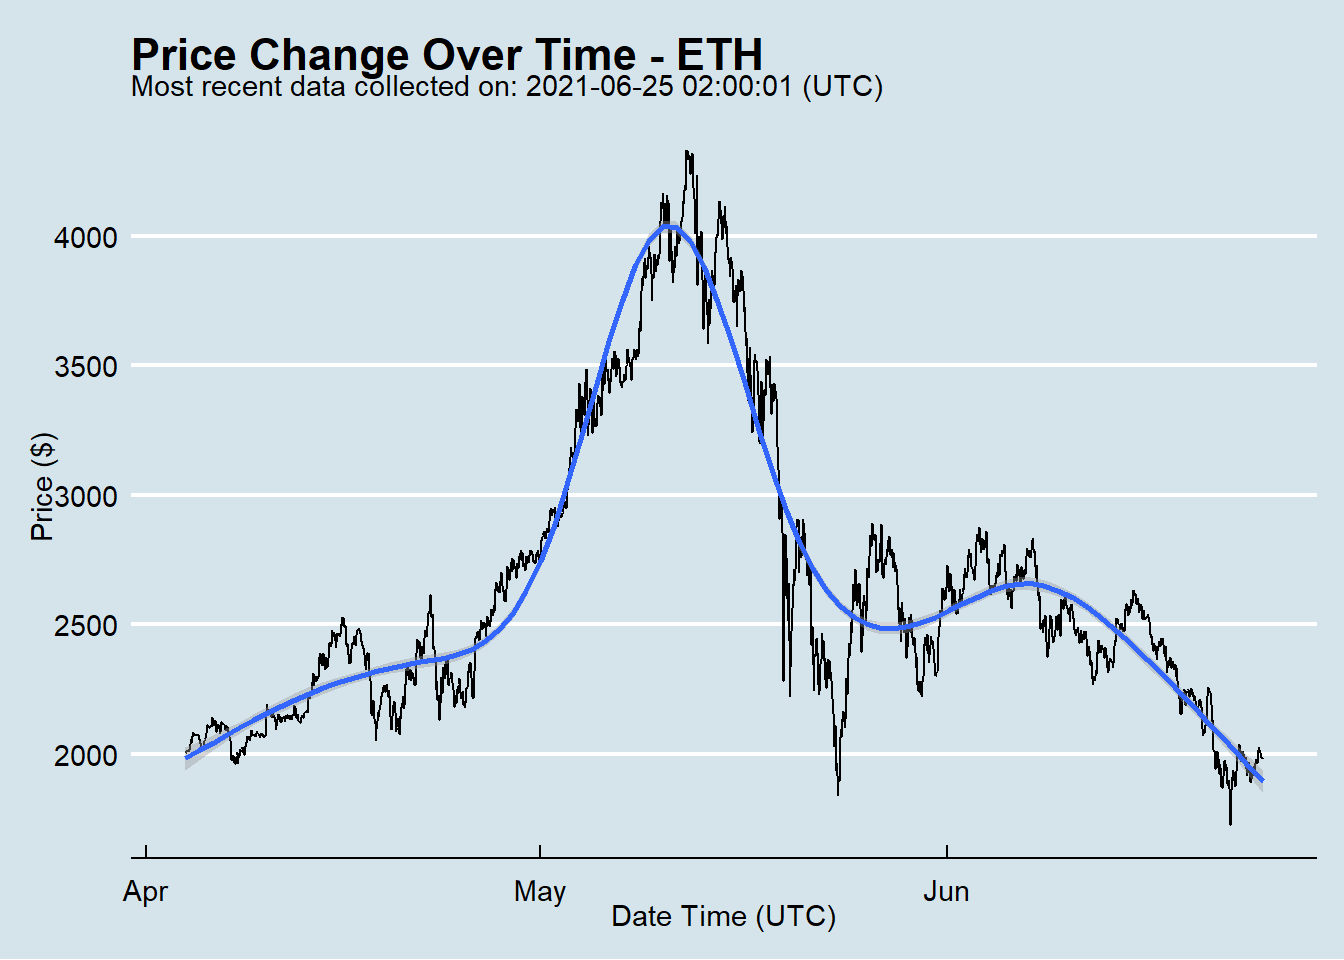 Price Change Over Time - ETH
Most recent data collected on: 2021-06-25 02:00:01 (UTC)
4000
3500
3000
2500
2000
Price ($)
Apr
May
Jun
Date Time (UTC)